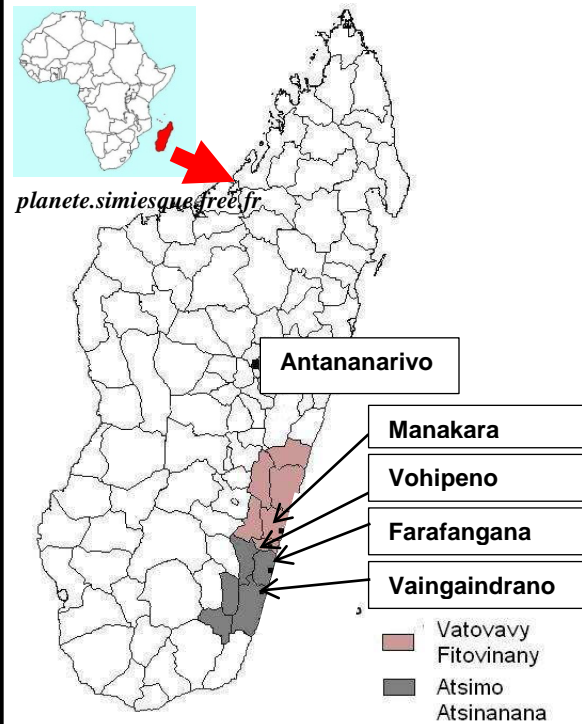 planete.simiesque.free.fr
Antananarivo
Manakara
Vohipeno
Farafangana
Vaingaindrano
Vatovavy
Fitovinany
Atsimo
Atsinanana